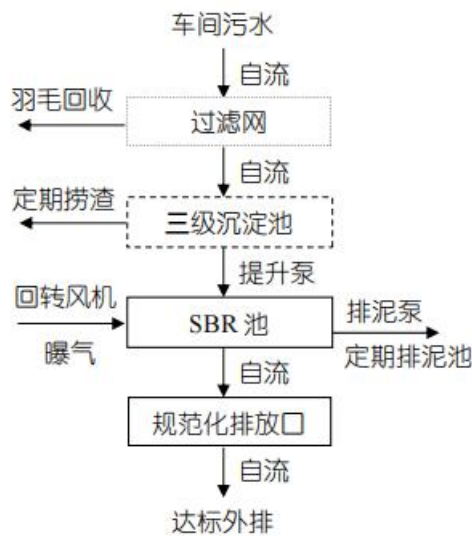 车间污水
自流
羽毛回收
过滤网
自流
定期捞渣
三级沉淀池
提升泵
回转风机
曝气
SBR 池
排泥泵
定期排泥池
自流
规范化排放口
自流
达标外排